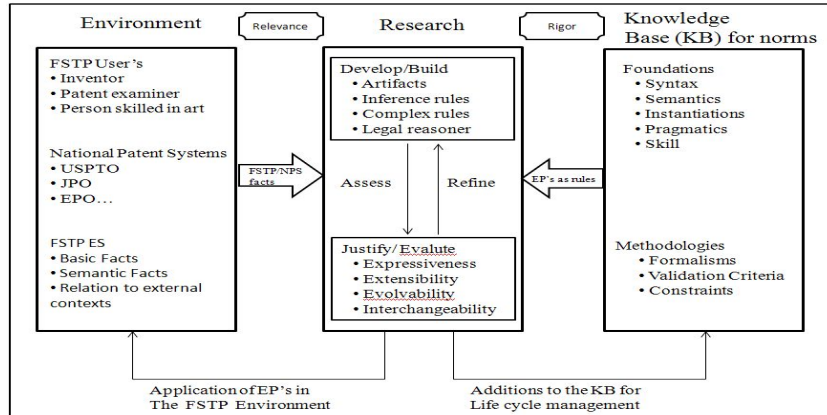 Environment
Relevance
Research
Rigor
Knowledge
Base (KB) for norms
FSTP User's
• Inventor
• Patent examiner
• Person skilled in art
National Patent Systems
• USPTO
• JPO
• EPO...
FSTP ES
• Basic Facts
• Semantic Facts
• Relation to external
contexts
FSTP/NPS
facts
Develop/Build
• Artifacts
• Inference rules
• Complex rules
• Legal reasoner
Assess
Refine
Justify/ Evalute
• Expressiveness
• Extensibility
• Evolvability
• Interchangeability
EP's as rules
Foundations
• Syntax
• Semantics
• Instantiations
• Pragmatics
• Skill
Methodologies
• Formalisms
• Validation Criteria
• Constraints
Application of EP's in
The FSTP Environment
Additions to the KB for
Life cycle management